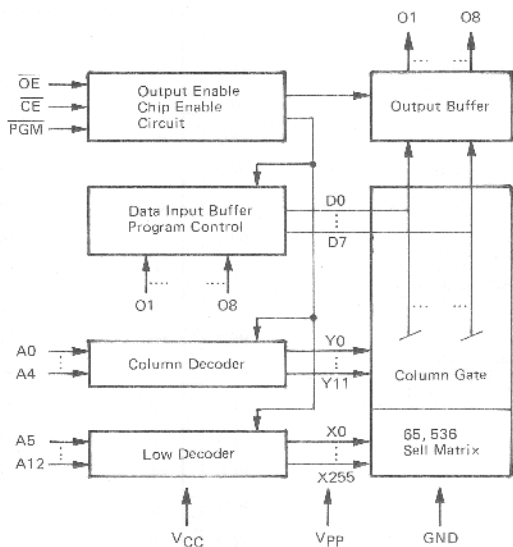 O1 ..... O8
OE
CE
PGM
Output Enable
Chip Enable
Circuit
Output Buffer
Data Input Buffer
Program Control
D0
D7
O1 O8
A0
A4
Column Decoder
Y0
Y11
Column Gate
A5
A12
Low Decoder
X0
X255
65, 536
Sell Matrix
VCC
VPP
GND